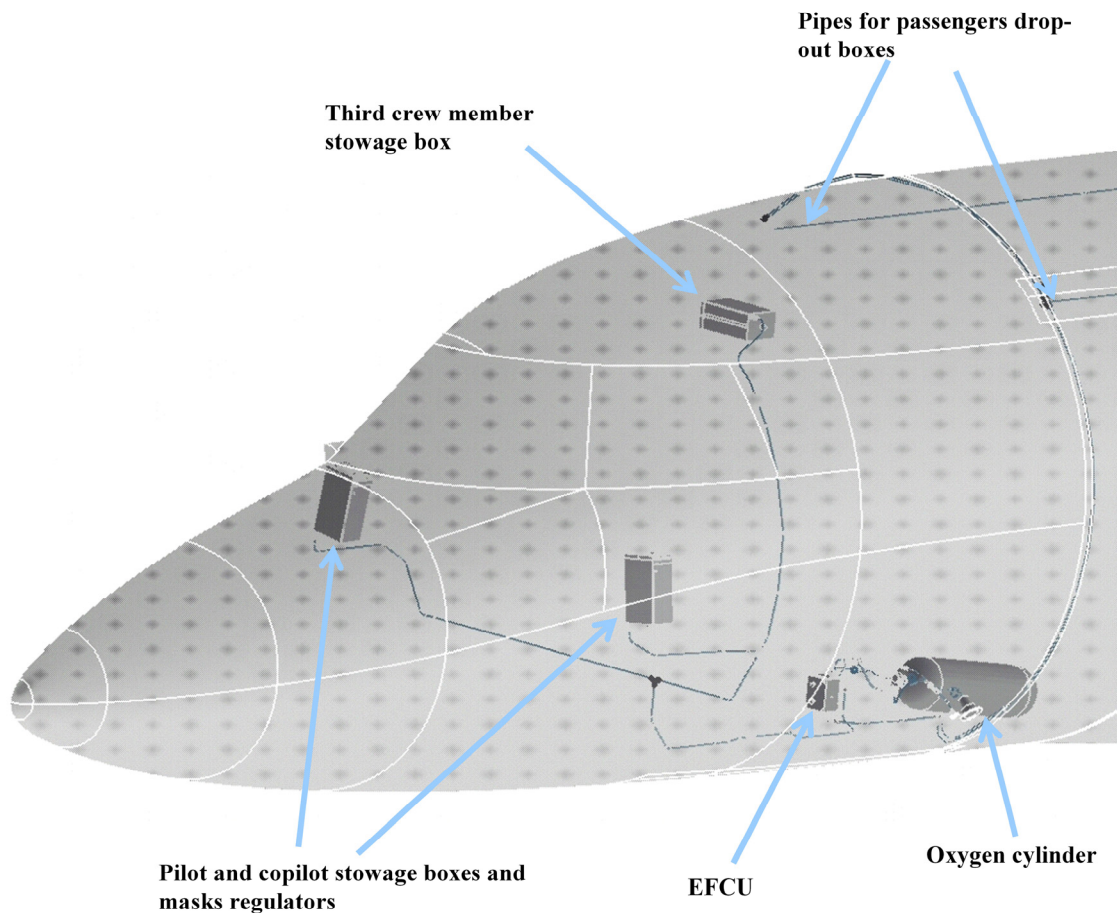 Pipes for passengers drop-
out boxes
Third crew member
stowage box
Pilot and copilot stowage boxes and
masks regulators
EFCU
Oxygen cylinder